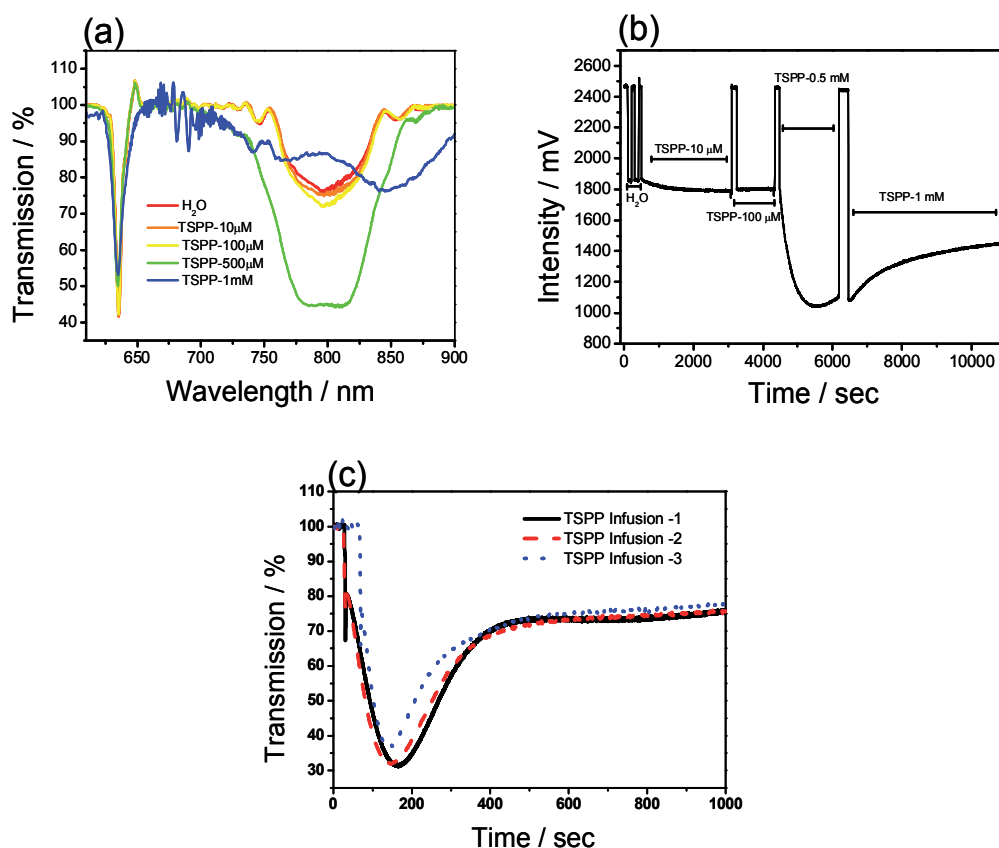 (a)
110
100
90
80
70
60
50
40
Transmission / %
H2O
TSPP-10μM
TSPP-100μM
TSPP-500μM
TSPP-1mM
650
700
750
800
850
900
Wavelength / nm
(b)
2600
2400
2200
2000
1800
1600
1400
1200
1000
800
Intensity / mV
TSPP-0.5 mM
TSPP-10 μM
H2O
TSPP-100 μM
TSPP-1 mM
0
2000
4000
6000
8000
10000
Time / sec
(c)
110
100
90
80
70
60
50
40
30
Transmission / %
TSPP Infusion -1
TSPP Infusion -2
TSPP Infusion -3
0
200
400
600
800
1000
Time / sec